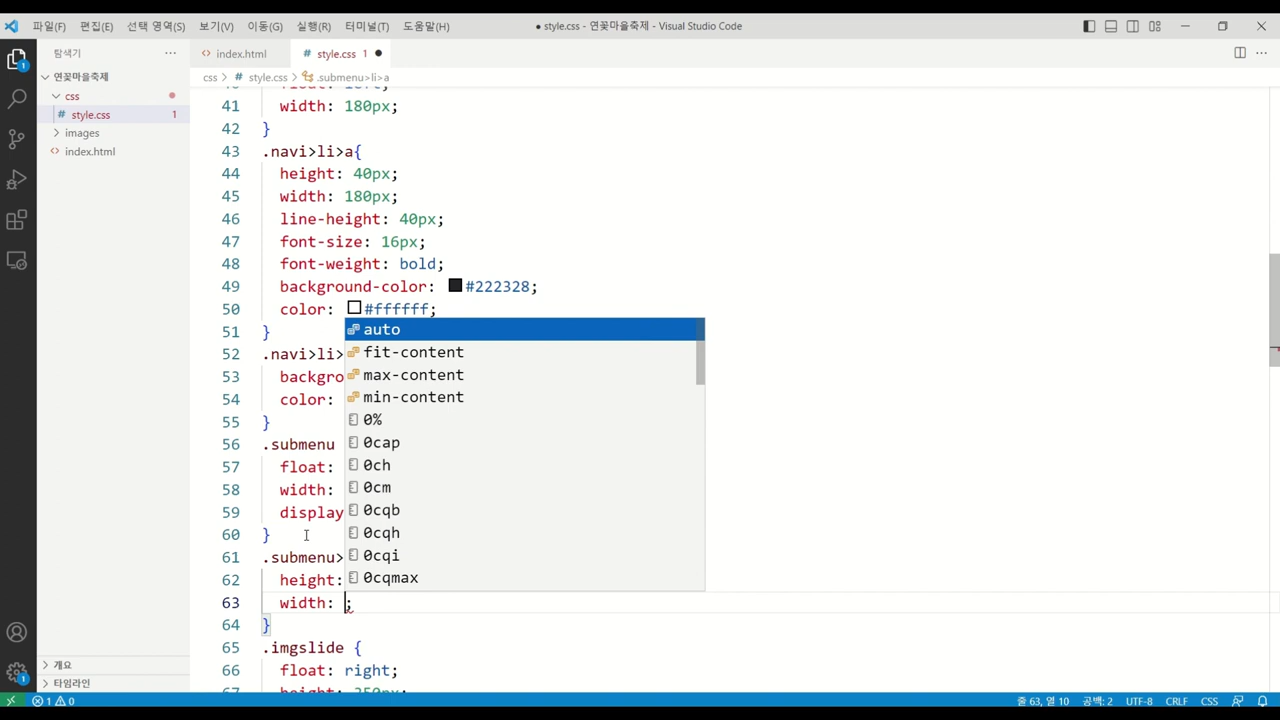 파일(F) 편집(E) 선택 영역(S) 보기(V) 이동(G) 실행(R) 터미널(T) 도움말(H) ● style.css - 연꽃마을축제 - Visual Studio Code
탐색기 ···
index.html # style.css 1 ●
연꽃마을축제
css > # style.css > .submenu>li>a
css
# style.css 1
images
index.html
41 width: 180px;
42 }
43 .navi>li>a{
44 height: 40px;
45 width: 180px;
46 line-height: 40px;
47 font-size: 16px;
48 font-weight: bold;
49 background-color: #222328;
50 color: #ffffff;
51 }
52 .navi>li>
53 backgro
54 color:
55 }
56 .submenu
57 float:
58 width:
59 display
60 }
61 .submenu>
62 height:
63 width: ;
64 }
65 .imgslide {
66 float: right;
67 height: 350px;
auto
fit-content
max-content
min-content
0%
0cap
0ch
0cm
0cqb
0cqh
0cqi
0cqmax
개요
타임라인
1 0 줄 63, 열 10 공백: 2 UTF-8 CRLF CSS